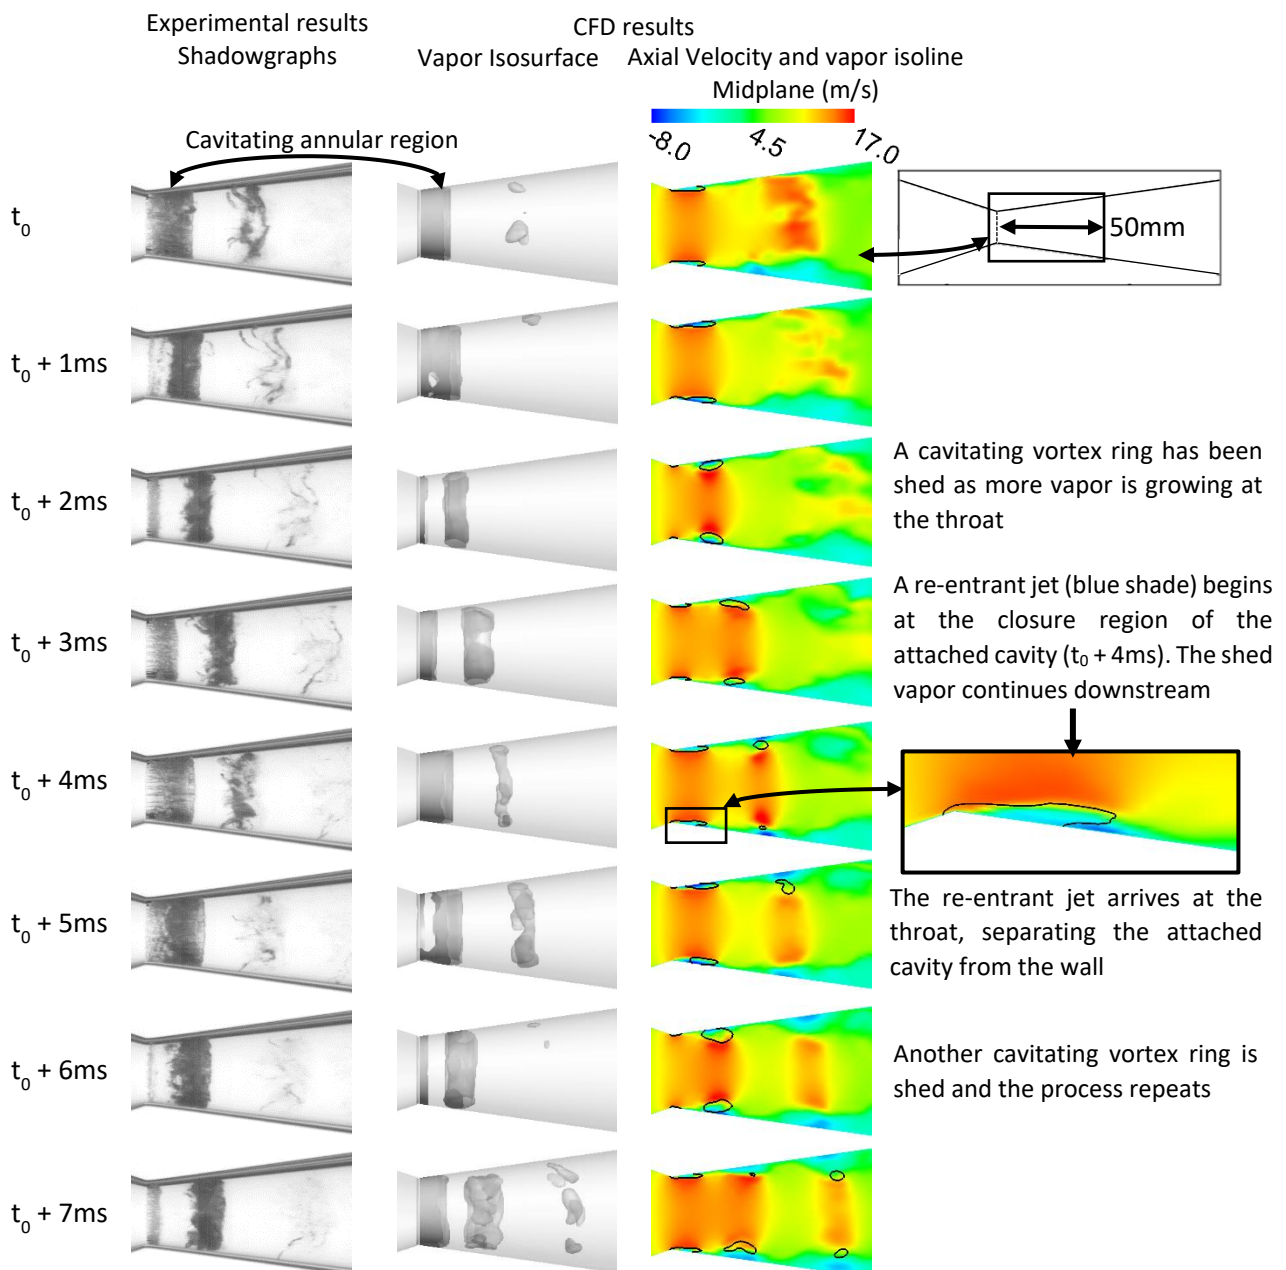 Experimental results
Shadowgraphs
CFD results
Vapor Isosurface
Axial Velocity and vapor isoline
Midplane (m/s)
-8.0
4.5
17.0
Cavitating annular region
t₀
50mm
t₀ + 1ms
t₀ + 2ms
A cavitating vortex ring has been
shed as more vapor is growing at
the throat
t₀ + 3ms
A re-entrant jet (blue shade) begins
at the closure region of the
attached cavity (t₀ + 4ms). The shed
vapor continues downstream
t₀ + 4ms
t₀ + 5ms
The re-entrant jet arrives at the
throat, separating the attached
cavity from the wall
t₀ + 6ms
Another cavitating vortex ring is
shed and the process repeats
t₀ + 7ms